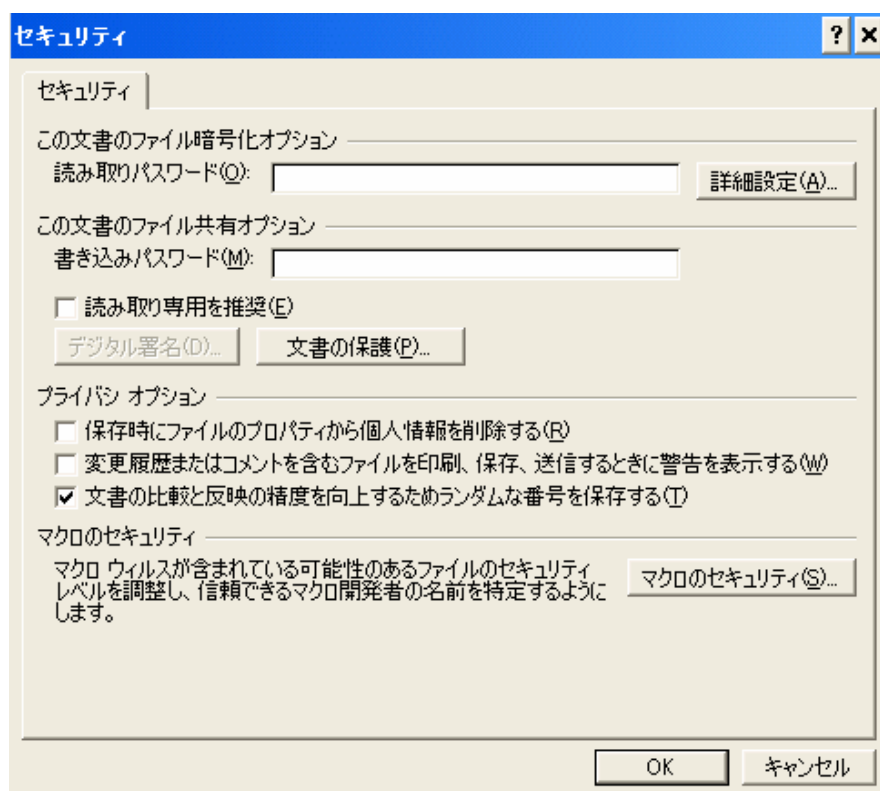 セキュリティ
セキュリティ
この文書のファイル暗号化オプション
読み取りパスワード(O):
詳細設定(A)...
この文書のファイル共有オプション
書き込みパスワード(M):
読み取り専用を推奨(E)
デジタル署名(D)...
文書の保護(P)...
プライバシ オプション
保存時にファイルのプロパティから個人情報を削除する(R)
変更履歴またはコメントを含むファイルを印刷、保存、送信するときに警告を表示する(W)
文書の比較と反映の精度を向上するためランダムな番号を保存する(T)
マクロのセキュリティ
マクロ ウィルスが含まれている可能性のあるファイルのセキュリティ
レベルを調整し、信頼できるマクロ開発者の名前を特定するように
します。
マクロのセキュリティ(S)...
OK
キャンセル